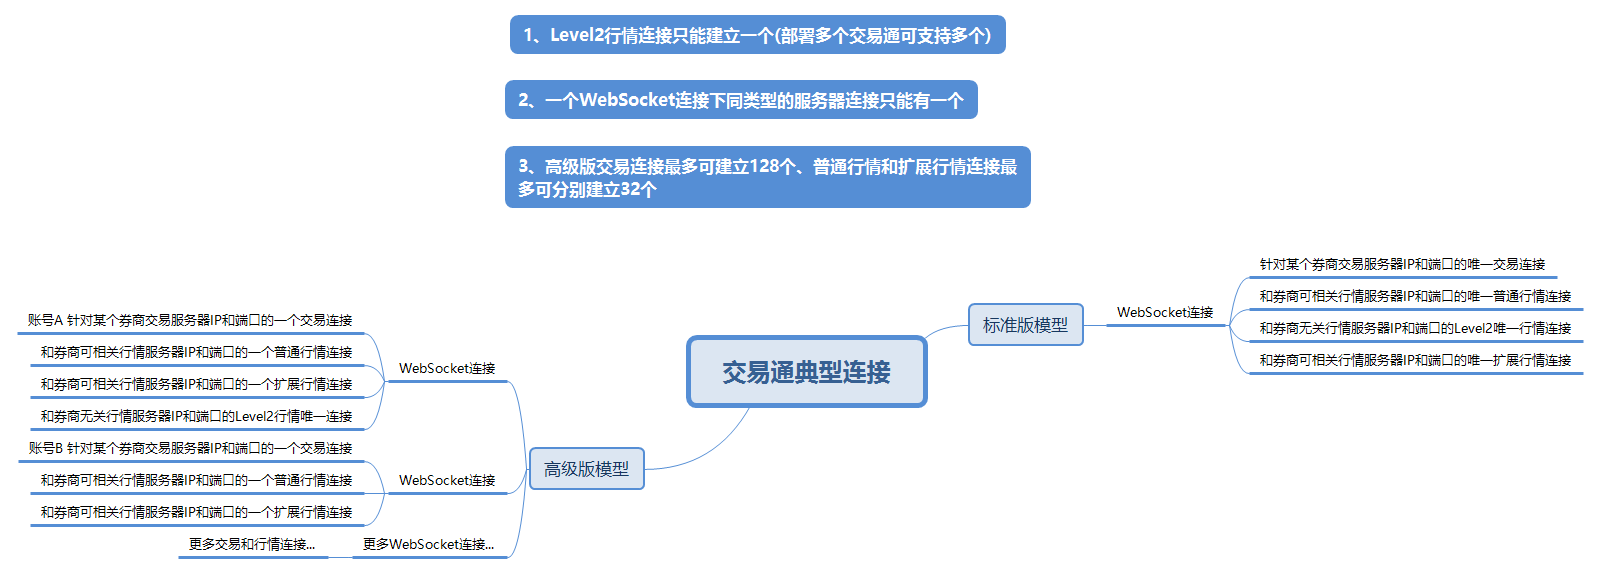 1、Level2行情连接只能建立一个(部署多个交易通可支持多个)
2、一个WebSocket连接下同类型的服务器连接只能有一个
3、高级版交易连接最多可建立128个、普通行情和扩展行情连接最
多可分别建立32个
交易通典型连接
标准版模型
WebSocket连接
针对某个券商交易服务器IP和端口的唯一交易连接
和券商可相关行情服务器IP和端口的唯一普通行情连接
和券商无关行情服务器IP和端口的Level2唯一行情连接
和券商可相关行情服务器IP和端口的唯一扩展行情连接
高级版模型
WebSocket连接
账号A 针对某个券商交易服务器IP和端口的一个交易连接
和券商可相关行情服务器IP和端口的一个普通行情连接
和券商可相关行情服务器IP和端口的一个扩展行情连接
和券商无关行情服务器IP和端口的Level2行情唯一连接
WebSocket连接
账号B 针对某个券商交易服务器IP和端口的一个交易连接
和券商可相关行情服务器IP和端口的一个普通行情连接
和券商可相关行情服务器IP和端口的一个扩展行情连接
更多WebSocket连接...
更多交易和行情连接...